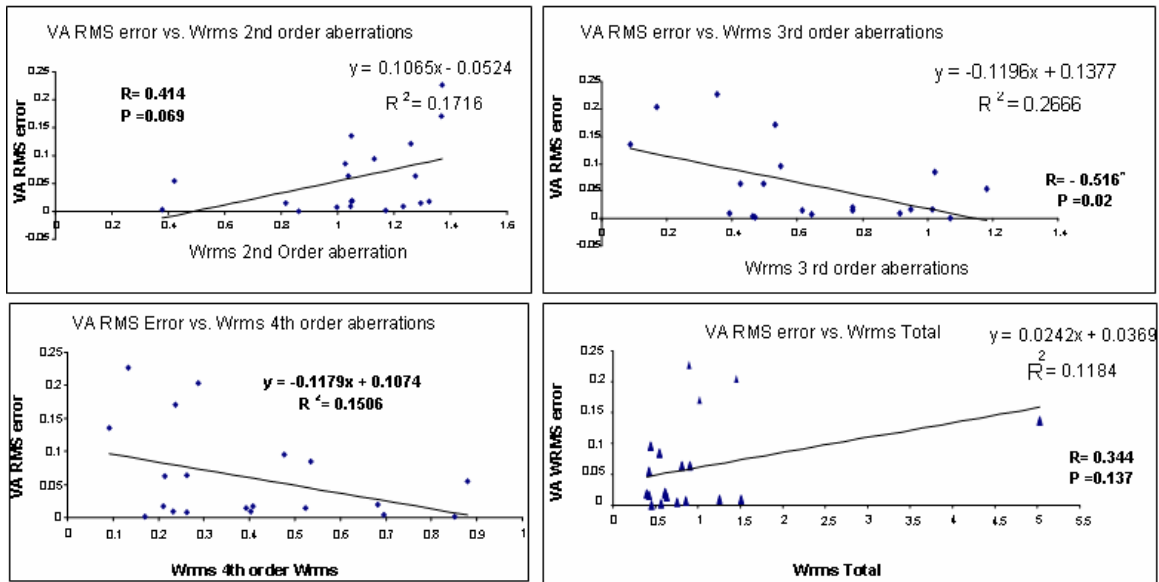 VA RMS error vs. Wrms 2nd order aberrations
y = 0.1065x - 0.0524
R² = 0.1716
R= 0.414
P =0.069
VA RMS error
0.25
0.2
0.15
0.1
0.05
0
-0.05
0 0.2 0.4 0.6 0.8 1 1.2 1.4 1.6
Wrms 2nd Order aberration
VA RMS error vs. Wrms 3rd order aberrations
y = -0.1196x + 0.1377
R² = 0.2666
R= - 0.516*
P =0.02
VA RMS error
0.25
0.2
0.15
0.1
0.05
0
-0.05
0 0.2 0.4 0.6 0.8 1 1.2 1.4
Wrms 3 rd order aberrations
VA RMS Error vs. Wrms 4th order aberrations
y = -0.1179x + 0.1074
R² = 0.1506
VA RMS error
0.25
0.2
0.15
0.1
0.05
0
0 0.1 0.2 0.3 0.4 0.5 0.6 0.7 0.8 0.9 1
Wrms 4th order Wrms
VA RMS error vs. Wrms Total
y = 0.0242x + 0.0369
R² = 0.1184
R= 0.344
P =0.137
VA WRMS error
0.25
0.2
0.15
0.1
0.05
0
0 0.5 1 1.5 2 2.5 3 3.5 4 4.5 5 5.5
Wrms Total